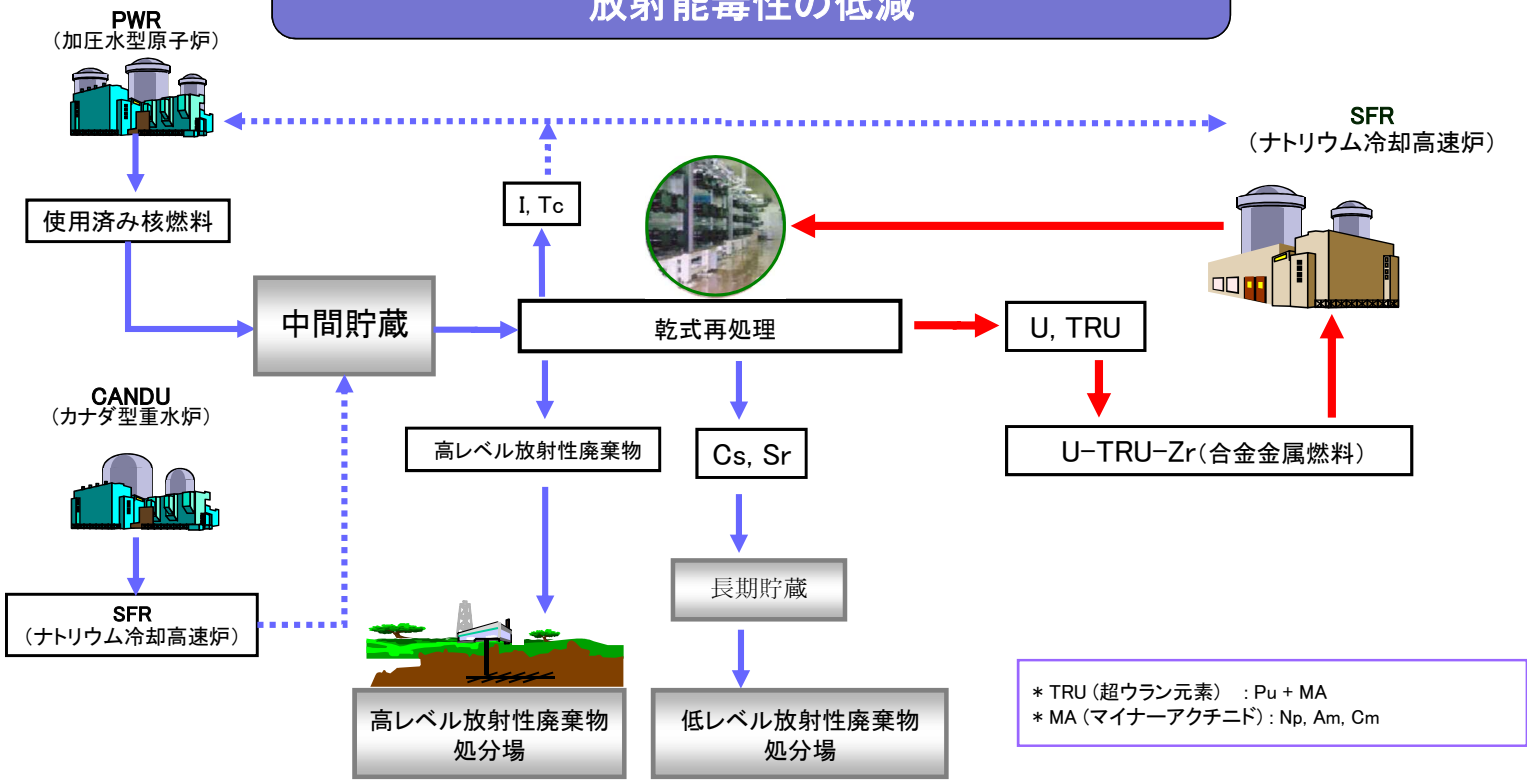 放射能毒性の低減
PWR
（加圧水型原子炉）
SFR
（ナトリウム冷却高速炉）
使用済み核燃料
I, Tc
中間貯蔵
乾式再処理
U, TRU
CANDU
（カナダ型重水炉）
高レベル放射性廃棄物
Cs, Sr
U-TRU-Zr（合金金属燃料）
長期貯蔵
SFR
（ナトリウム冷却高速炉）
高レベル放射性廃棄物
処分場
低レベル放射性廃棄物
処分場
* TRU（超ウラン元素）　: Pu + MA
* MA（マイナーアクチニド）: Np, Am, Cm